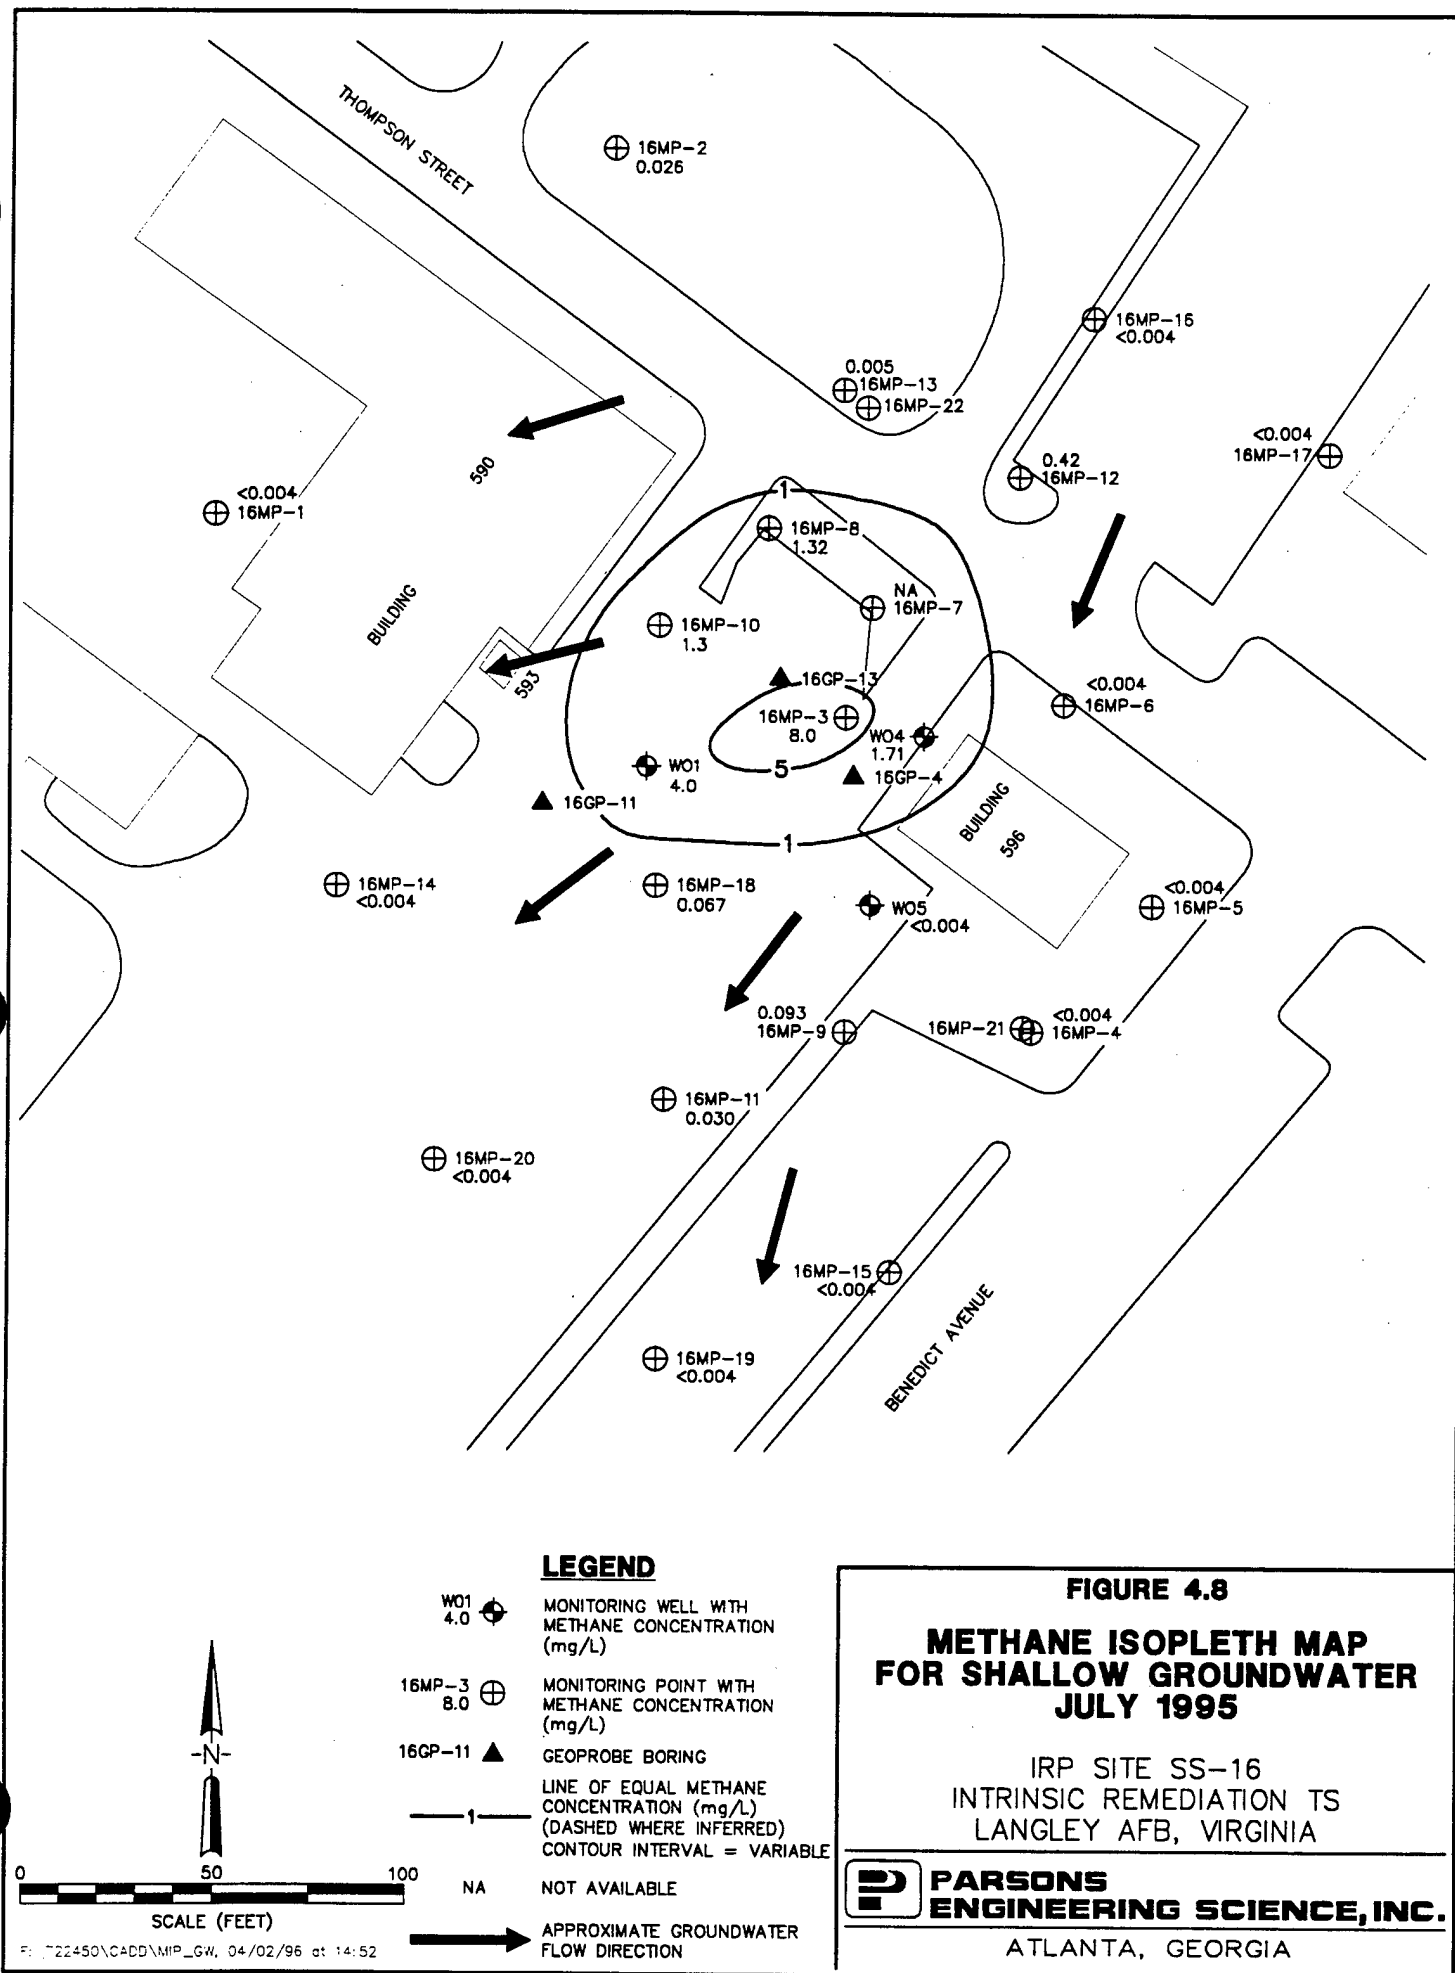 THOMPSON STREET
16MP-2
0.026
16MP-16
<0.004
0.005
16MP-13
16MP-22
<0.004
16MP-17
0.42
16MP-12
590
<0.004
16MP-1
BUILDING
593
1
16MP-8
1.32
NA
16MP-7
16MP-10
1.3
16GP-13
<0.004
16MP-6
16MP-3
8.0
W04
1.71
5
16GP-4
W01
4.0
16GP-11
1
BUILDING
596
16MP-14
<0.004
16MP-18
0.067
W05
<0.004
<0.004
16MP-5
0.093
16MP-9
16MP-21
<0.004
16MP-4
16MP-11
0.030
16MP-20
<0.004
16MP-15
<0.004
16MP-19
<0.004
BENEDICT AVENUE
LEGEND
W01
4.0
MONITORING WELL WITH
METHANE CONCENTRATION
(mg/L)
16MP-3
8.0
MONITORING POINT WITH
METHANE CONCENTRATION
(mg/L)
16GP-11
GEOPROBE BORING
1
LINE OF EQUAL METHANE
CONCENTRATION (mg/L)
(DASHED WHERE INFERRED)
CONTOUR INTERVAL = VARIABLE
NA NOT AVAILABLE
APPROXIMATE GROUNDWATER
FLOW DIRECTION
-N-
0 50 100
SCALE (FEET)
722450\CADD\MIP_GW, 04/02/96 at 14:52
FIGURE 4.8
METHANE ISOPLETH MAP
FOR SHALLOW GROUNDWATER
JULY 1995
IRP SITE SS-16
INTRINSIC REMEDIATION TS
LANGLEY AFB, VIRGINIA
PARSONS
ENGINEERING SCIENCE, INC.
ATLANTA, GEORGIA